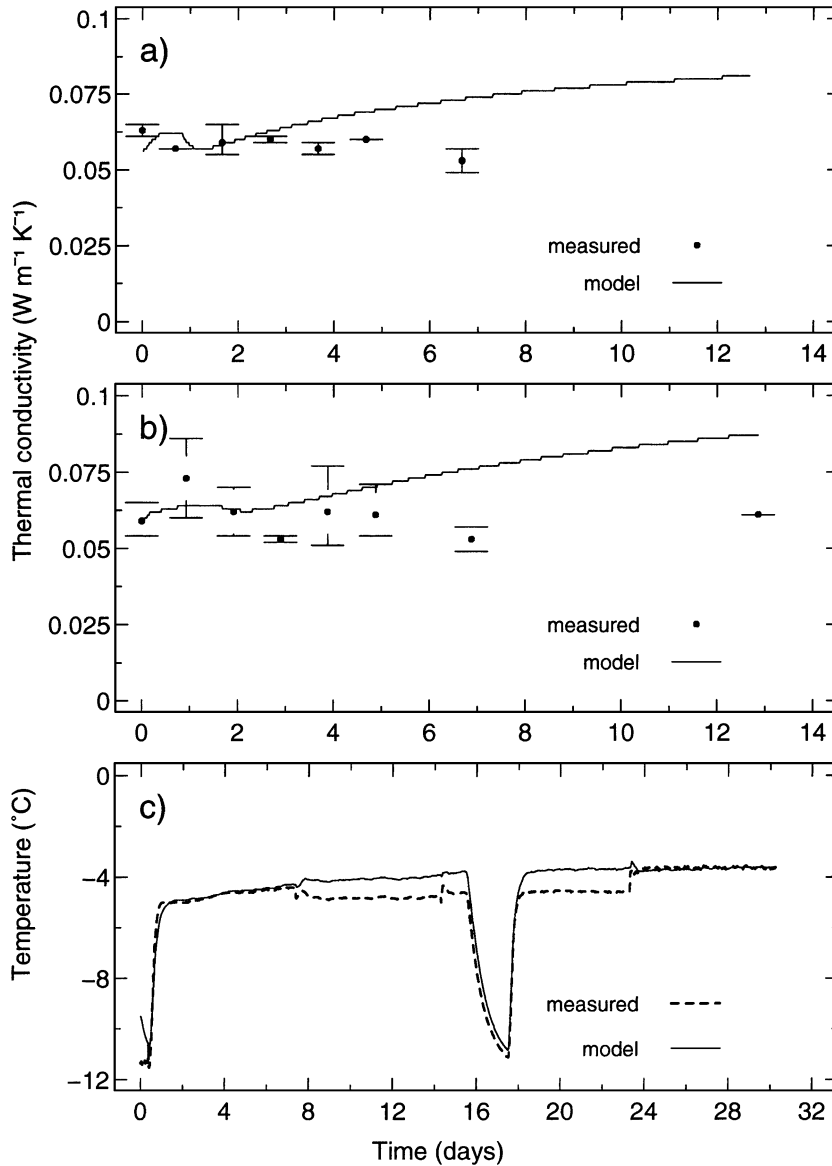 0.1
a)
0.075
0.05
0.025
0
measured
model
0 2 4 6 8 10 12 14
Thermal conductivity (W m⁻¹ K⁻¹)
0.1
b)
0.075
0.05
0.025
0
measured
model
0 2 4 6 8 10 12 14
0
c)
−4
−8
−12
Temperature (˚C)
measured
model
0 4 8 12 16 20 24 28 32
Time (days)